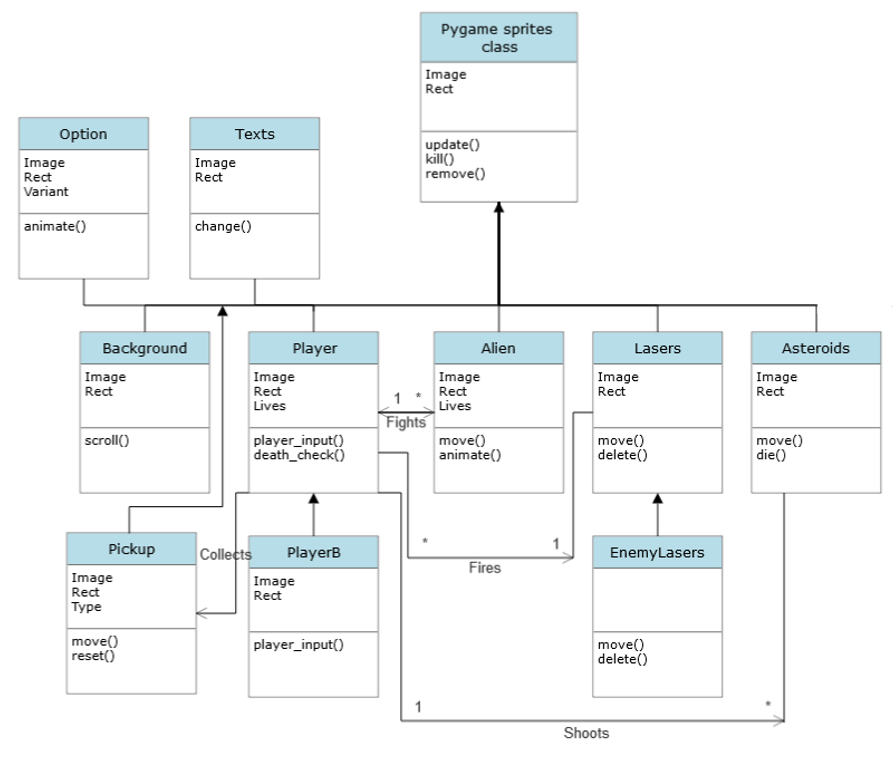 Pygame sprites
class
Image
Rect
update()
kill()
remove()
Option
Image
Rect
Variant
animate()
Texts
Image
Rect
change()
Background
Image
Rect
scroll()
Player
Image
Rect
Lives
player_input()
death_check()
1 *
Fights
Alien
Image
Rect
Lives
move()
animate()
Lasers
Image
Rect
move()
delete()
Asteroids
Image
Rect
move()
die()
Pickup
Image
Rect
Type
move()
reset()
Collects
PlayerB
Image
Rect
player_input()
* 1
Fires
EnemyLasers
move()
delete()
1 *
Shoots